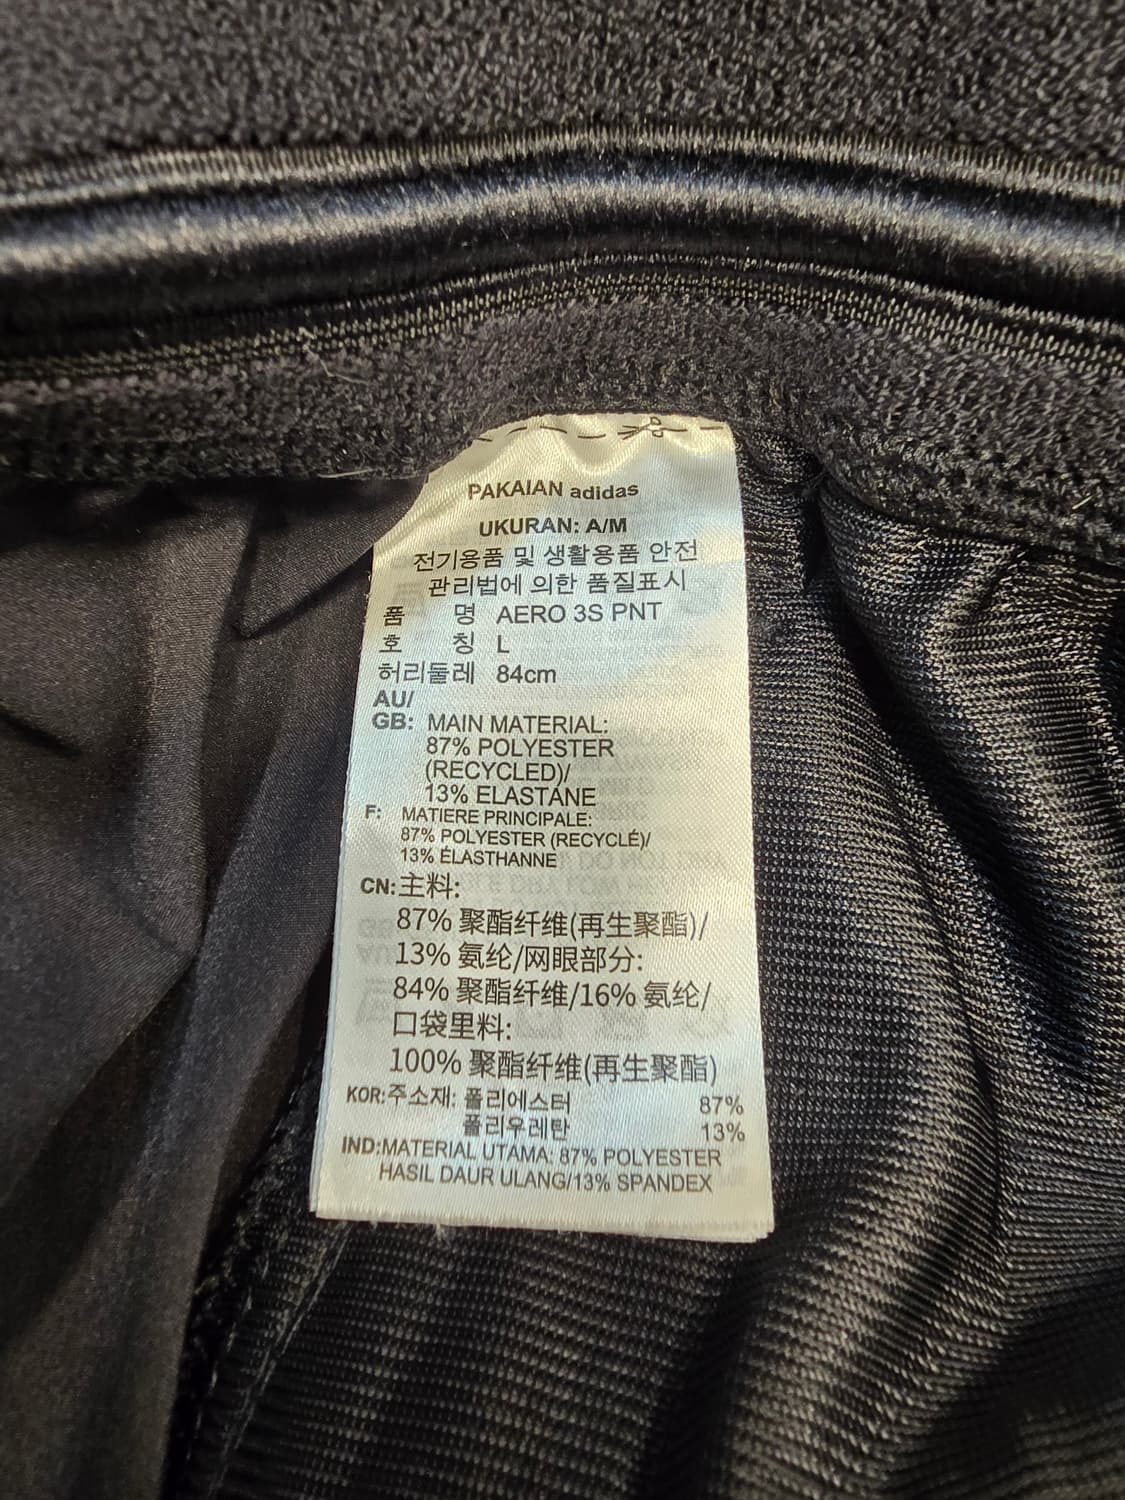 PAKAIAN adidas
UKURAN: A/M
전기용품 및 생활용품 안전
관리법에 의한 품질표시
품 명 AERO 3S PNT
호 칭 L
허리둘레 84cm
AU/
GB: MAIN MATERIAL:
87% POLYESTER
(RECYCLED)/
13% ELASTANE
F: MATIERE PRINCIPALE:
87% POLYESTER (RECYCLÉ)/
13% ÉLASTHANNE
CN: 主料:
87% 聚酯纤维(再生聚酯)/
13% 氨纶/网眼部分:
84% 聚酯纤维/16% 氨纶/
口袋里料:
100% 聚酯纤维(再生聚酯)
KOR: 주소재: 폴리에스터 87%
폴리우레탄 13%
IND: MATERIAL UTAMA: 87% POLYESTER
HASIL DAUR ULANG/13% SPANDEX